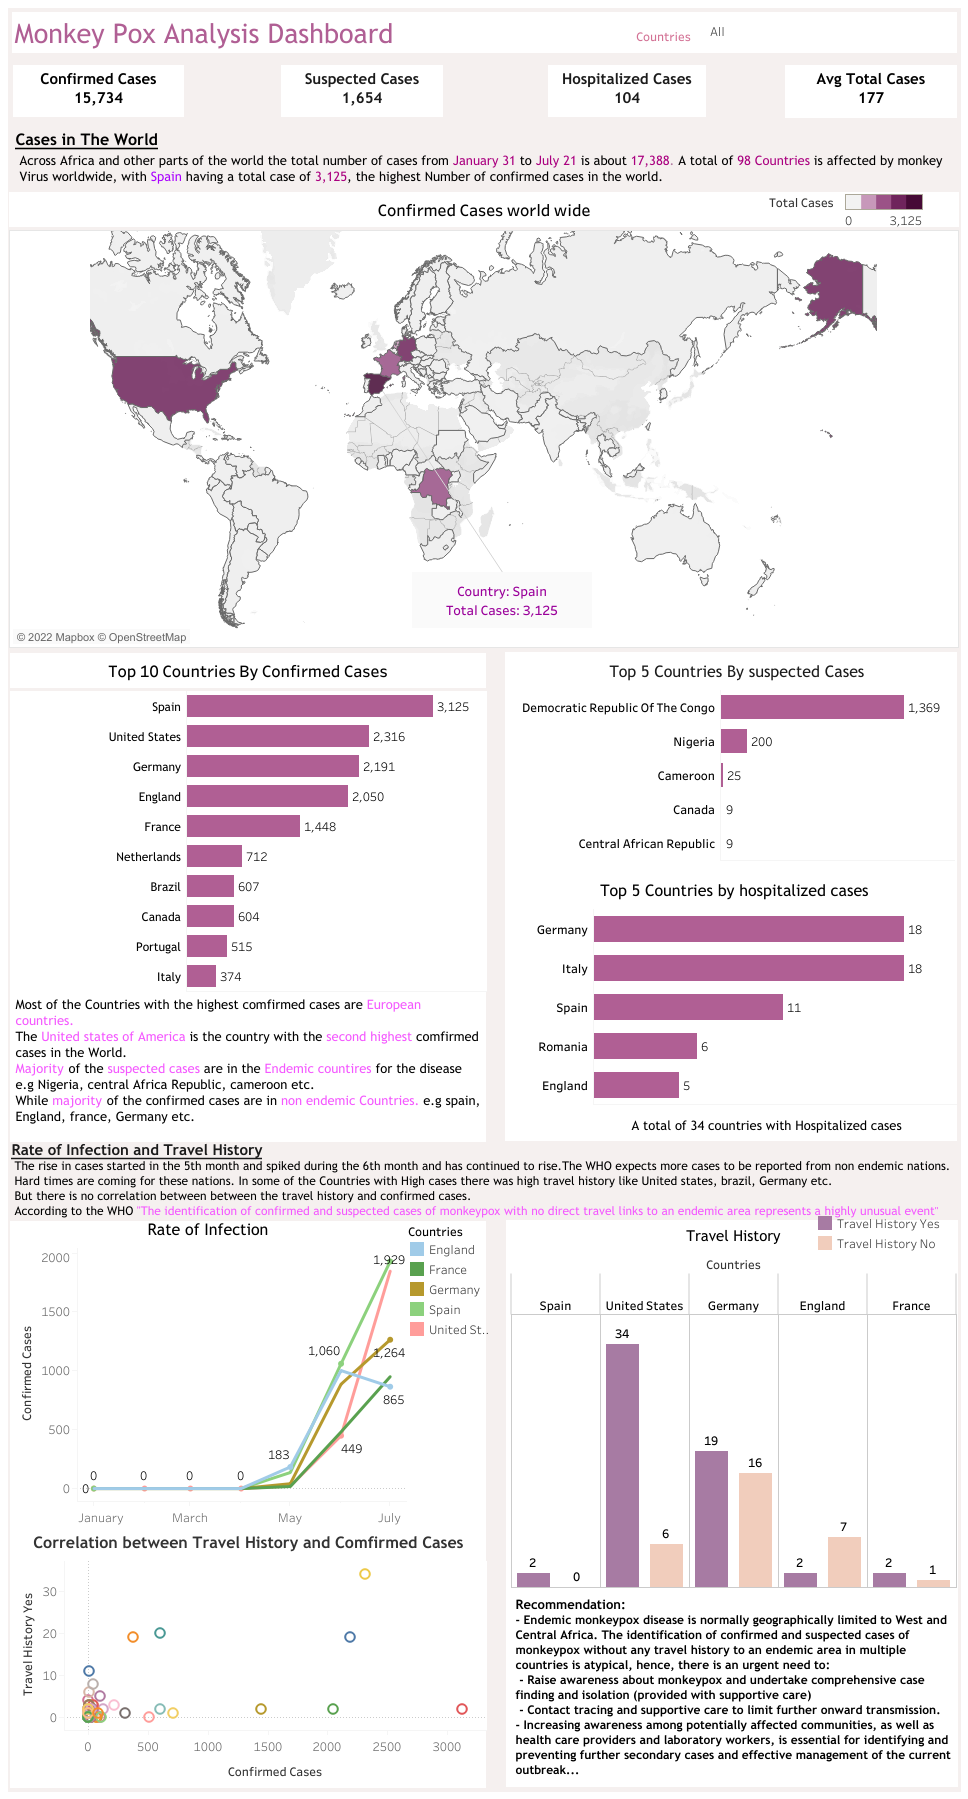 Monkey Pox Analysis Dashboard
Countries
All
Confirmed Cases
15,734
Suspected Cases
1,654
Hospitalized Cases
104
Avg Total Cases
177
Cases in The World
Across Africa and other parts of the world the total number of cases from January 31 to July 21 is about 17,388. A total of 98 Countries is affected by monkey
Virus worldwide, with Spain having a total case of 3,125, the highest Number of confirmed cases in the world.
Confirmed Cases world wide
Total Cases
0 3,125
Country: Spain
Total Cases: 3,125
© 2022 Mapbox © OpenStreetMap
Top 10 Countries By Confirmed Cases
Spain 3,125
United States 2,316
Germany 2,191
England 2,050
France 1,448
Netherlands 712
Brazil 607
Canada 604
Portugal 515
Italy 374
Most of the Countries with the highest comfirmed cases are European
countries.
The United states of America is the country with the second highest comfirmed
cases in the World.
Majority of the suspected cases are in the Endemic countires for the disease
e.g Nigeria, central Africa Republic, cameroon etc.
While majority of the confirmed cases are in non endemic Countries. e.g spain,
England, france, Germany etc.
Top 5 Countries By suspected Cases
Democratic Republic Of The Congo 1,369
Nigeria 200
Cameroon 25
Canada 9
Central African Republic 9
Top 5 Countries by hospitalized cases
Germany 18
Italy 18
Spain 11
Romania 6
England 5
A total of 34 countries with Hospitalized cases
Rate of Infection and Travel History
The rise in cases started in the 5th month and spiked during the 6th month and has continued to rise.The WHO expects more cases to be reported from non endemic nations.
Hard times are coming for these nations. In some of the Countries with High cases there was high travel history like United states, brazil, Germany etc.
But there is no correlation between between the travel history and confirmed cases.
According to the WHO "The identification of confirmed and suspected cases of monkeypox with no direct travel links to an endemic area represents a highly unusual event"
Rate of Infection
Countries
England
France
Germany
Spain
United St..
Confirmed Cases
2000
1500
1000
500
0
0
0
0
0
0
183
1,060
449
1,929
1,264
865
January March May July
Correlation between Travel History and Comfirmed Cases
Travel History Yes
30
20
10
0
0 500 1000 1500 2000 2500 3000
Confirmed Cases
Travel History
Travel History Yes
Travel History No
Countries
Spain United States Germany England France
2 0 34 6 19 16 2 7 2 1
Recommendation:
- Endemic monkeypox disease is normally geographically limited to West and
Central Africa. The identification of confirmed and suspected cases of
monkeypox without any travel history to an endemic area in multiple
countries is atypical, hence, there is an urgent need to:
- Raise awareness about monkeypox and undertake comprehensive case
finding and isolation (provided with supportive care)
- Contact tracing and supportive care to limit further onward transmission.
- Increasing awareness among potentially affected communities, as well as
health care providers and laboratory workers, is essential for identifying and
preventing further secondary cases and effective management of the current
outbreak...